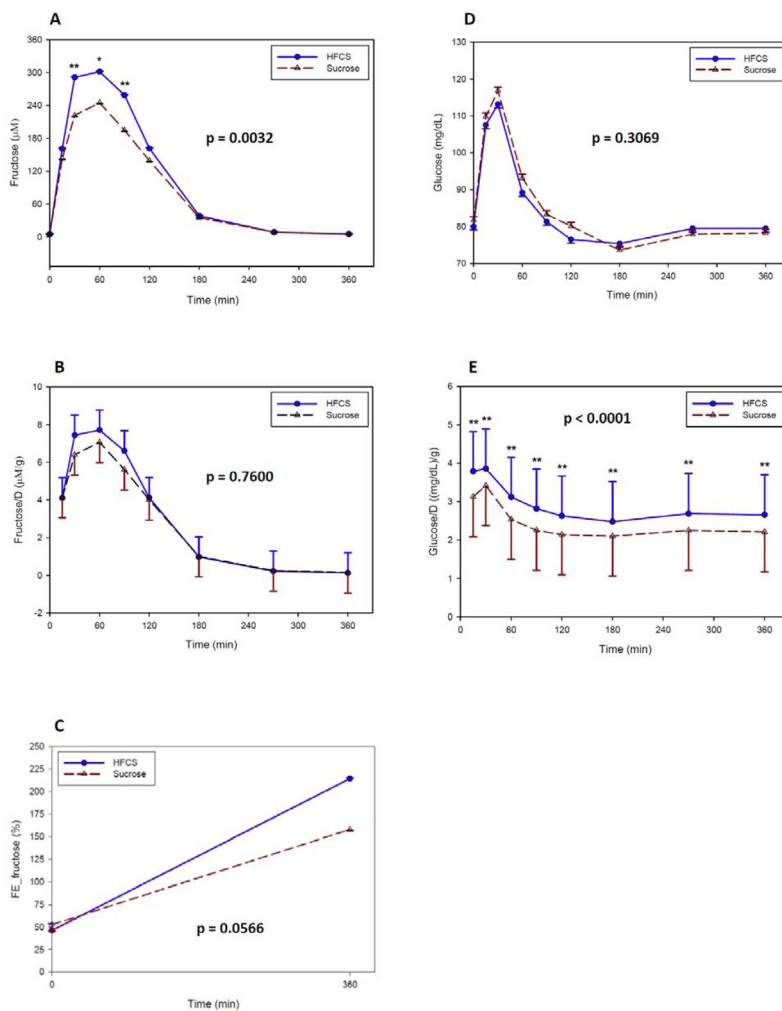 A
360
300
240
180
120
60
0
Fructose (µM)
** * **
HFCS
Sucrose
p = 0.0032
0 60 120 180 240 300 360
Time (min)
D
130
120
110
100
90
80
70
Glucose (mg/dL)
HFCS
Sucrose
p = 0.3069
0 60 120 180 240 300 360
Time (min)
B
10
8
6
4
2
0
-2
Fructose/D (µM/g)
HFCS
Sucrose
p = 0.7600
0 60 120 180 240 300 360
Time (min)
E
6
5
4
3
2
1
0
Glucose/D ((mg/dL)/g)
HFCS
Sucrose
p < 0.0001
** ** ** ** ** ** ** **
0 60 120 180 240 300 360
Time (min)
C
250
225
200
175
150
125
100
75
50
25
0
FE_fructose (%)
HFCS
Sucrose
p = 0.0566
0 360
Time (min)